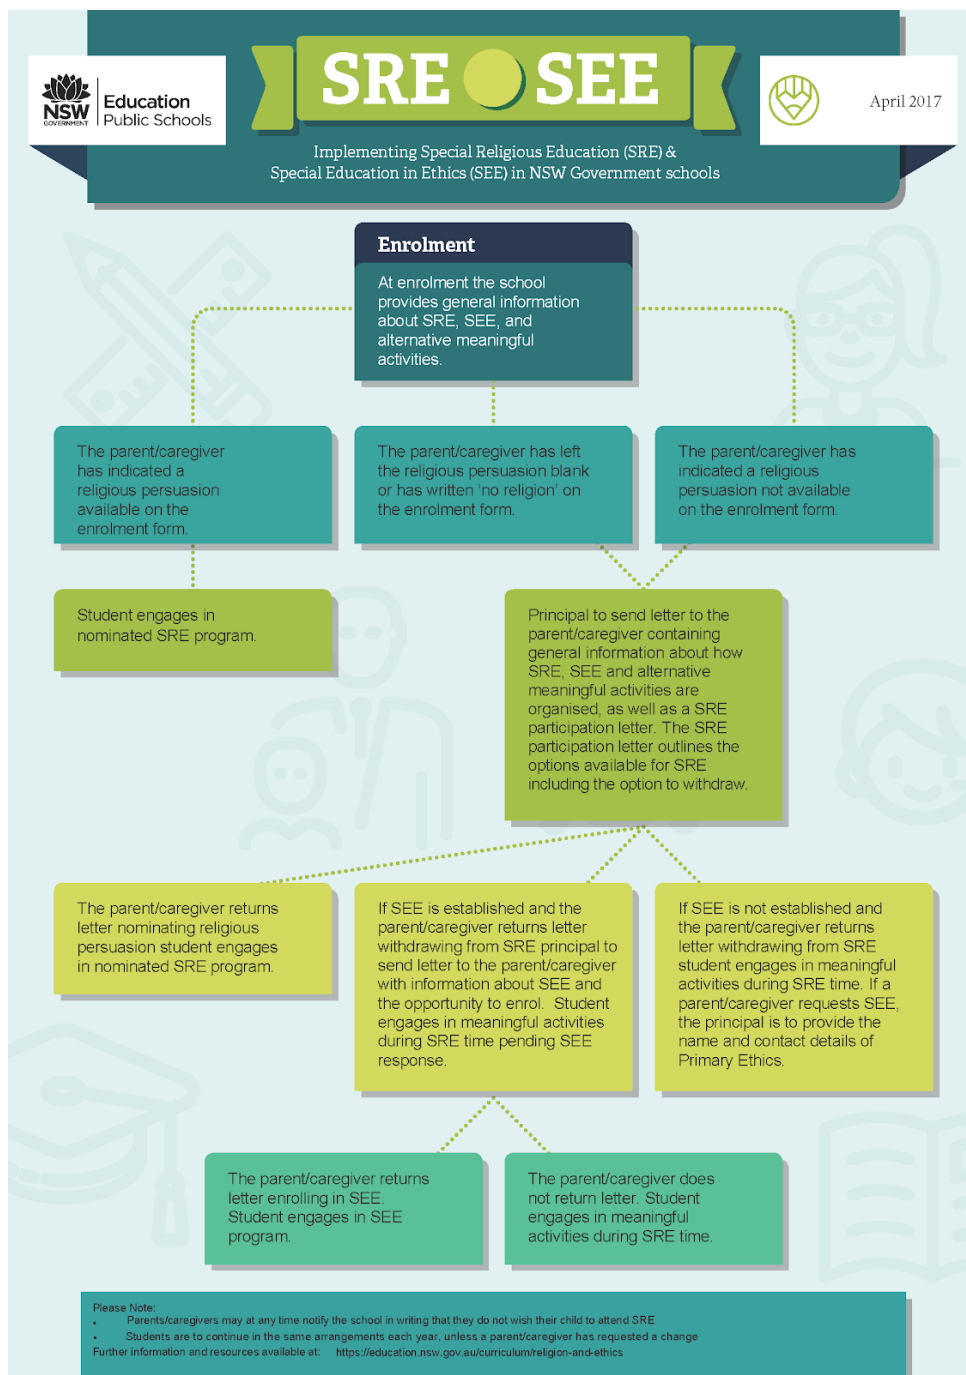 SRE SEE
NSW
GOVERNMENT
Education
Public Schools
April 2017
Implementing Special Religious Education (SRE) &
Special Education in Ethics (SEE) in NSW Government schools
Enrolment
At enrolment the school
provides general information
about SRE, SEE, and
alternative meaningful
activities.
The parent/caregiver
has indicated a
religious persuasion
available on the
enrolment form.
The parent/caregiver has left
the religious persuasion blank
or has written ‘no religion’ on
the enrolment form.
The parent/caregiver has
indicated a religious
persuasion not available
on the enrolment form.
Student engages in
nominated SRE program.
Principal to send letter to the
parent/caregiver containing
general information about how
SRE, SEE and alternative
meaningful activities are
organised, as well as a SRE
participation letter. The SRE
participation letter outlines the
options available for SRE
including the option to withdraw.
The parent/caregiver returns
letter nominating religious
persuasion student engages
in nominated SRE program.
If SEE is established and the
parent/caregiver returns letter
withdrawing from SRE principal to
send letter to the parent/caregiver
with information about SEE and
the opportunity to enrol.  Student
engages in meaningful activities
during SRE time pending SEE
response.
If SEE is not established and
the parent/caregiver returns
letter withdrawing from SRE
student engages in meaningful
activities during SRE time. If a
parent/caregiver requests SEE,
the principal is to provide the
name and contact details of
Primary Ethics.
The parent/caregiver returns
letter enrolling in SEE.
Student engages in SEE
program.
The parent/caregiver does
not return letter. Student
engages in meaningful
activities during SRE time.
Please Note:
• Parents/caregivers may at any time notify the school in writing that they do not wish their child to attend SRE
• Students are to continue in the same arrangements each year, unless a parent/caregiver has requested a change
Further information and resources available at: https://education.nsw.gov.au/curriculum/religion-and-ethics